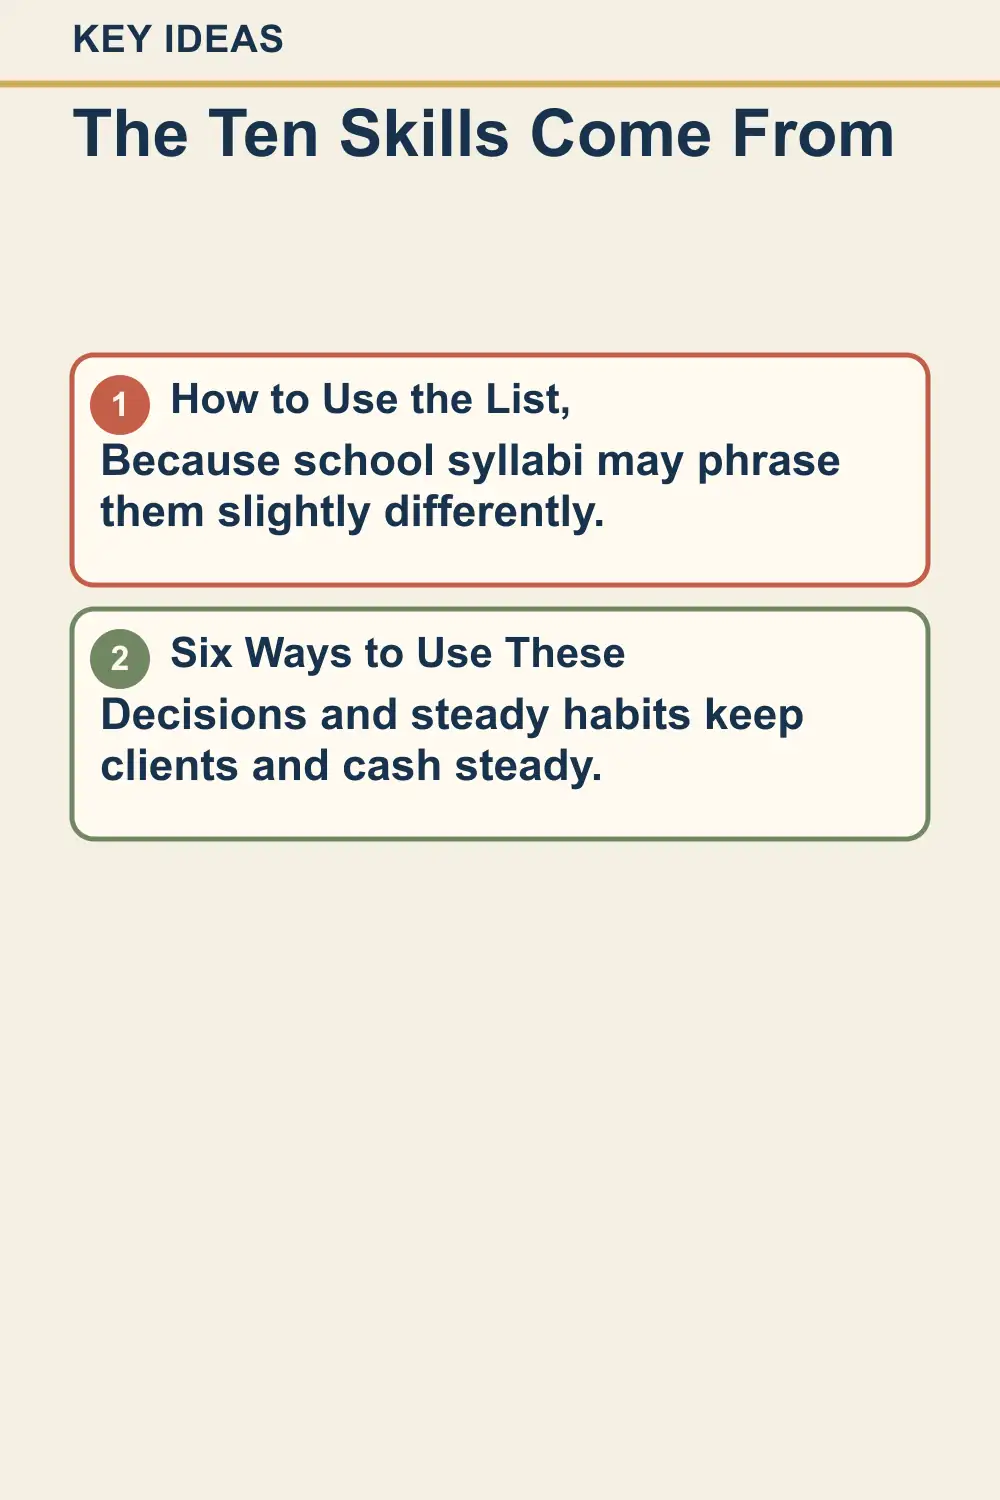 KEY IDEAS
The Ten Skills Come From
1 How to Use the List,
Because school syllabi may phrase
them slightly differently.
2 Six Ways to Use These
Decisions and steady habits keep
clients and cash steady.